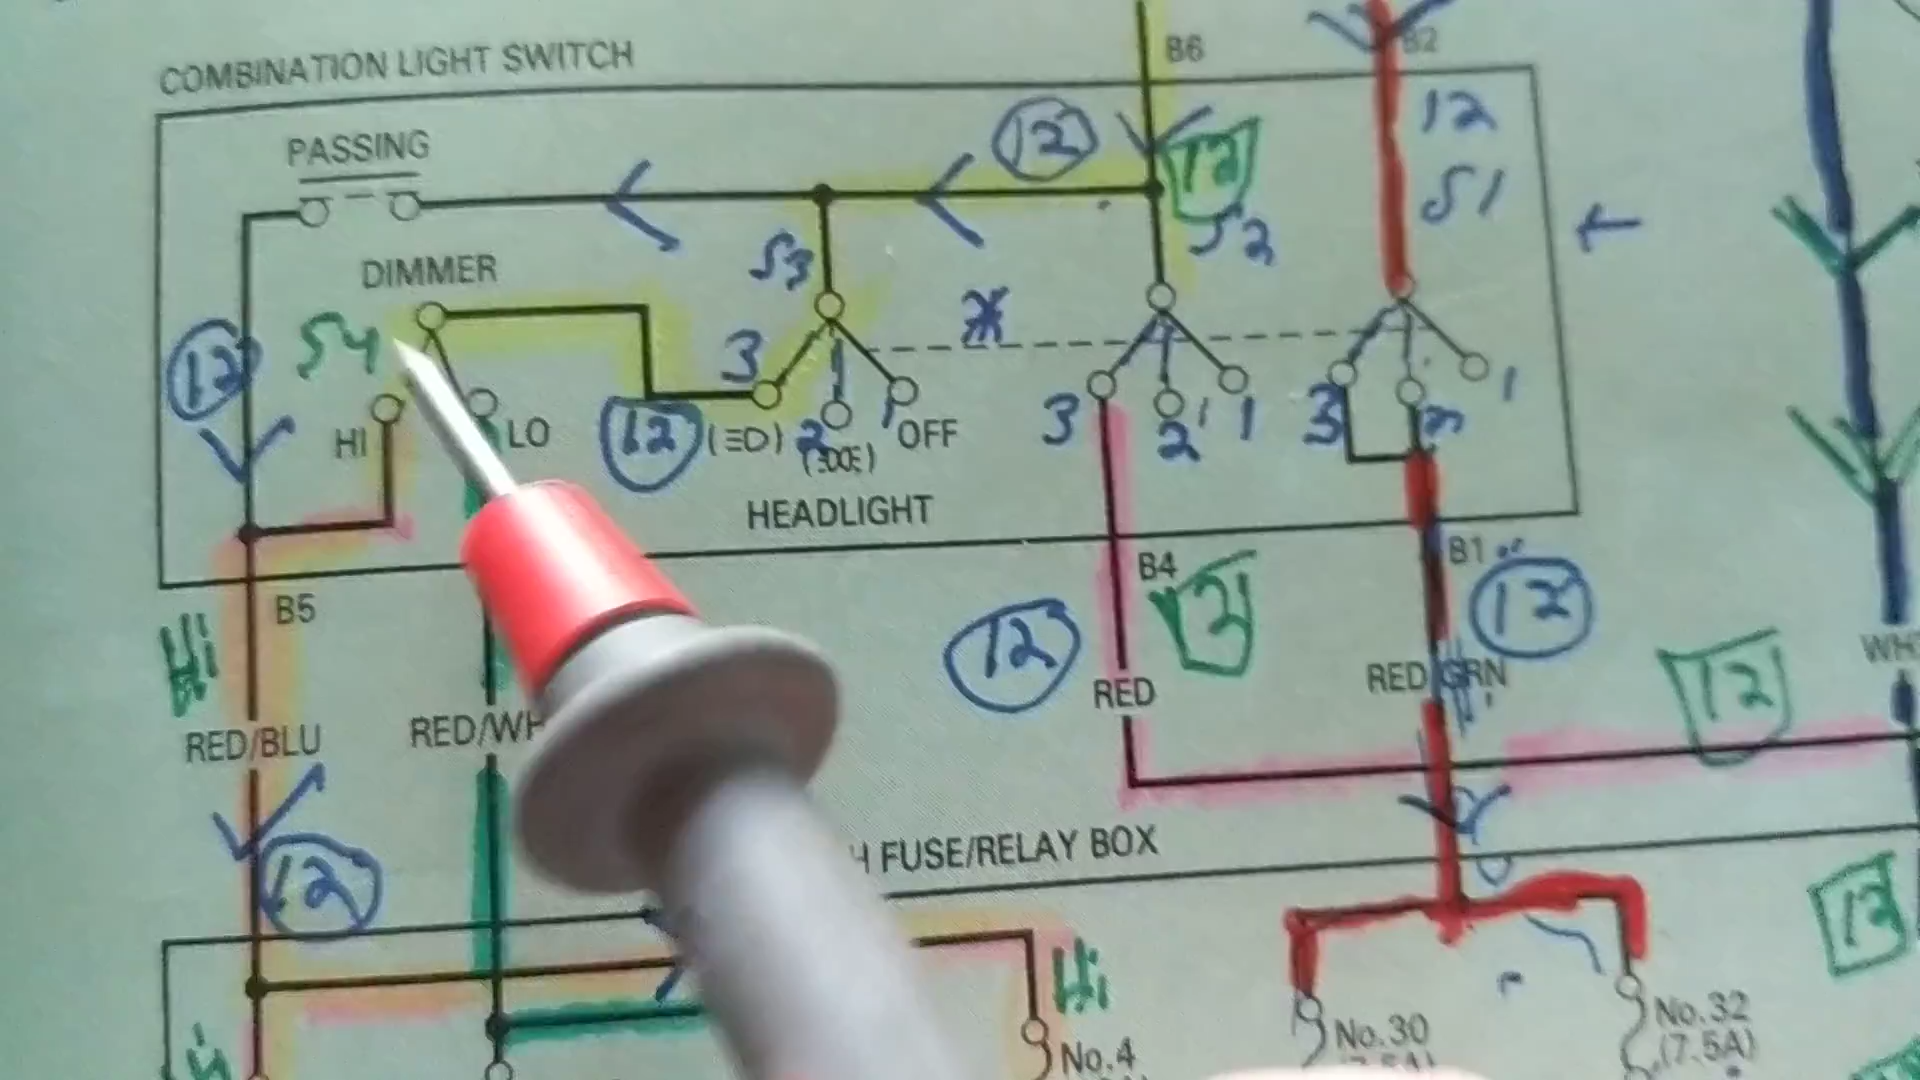 COMBINATION LIGHT SWITCH
B6
B2
PASSING
12
12
12
S1
S2
DIMMER
S3
S4
12
3
HI
LO
12
(≡D)
2
OFF
3
2
1
3
1
HEADLIGHT
B5
B4
B1
12
12
12
Hi
RED/BLU
RED/WH
RED
RED/GRN
WH
12
12
H FUSE/RELAY BOX
12
Hi
No.4
No.30
No.32
(7.5A)